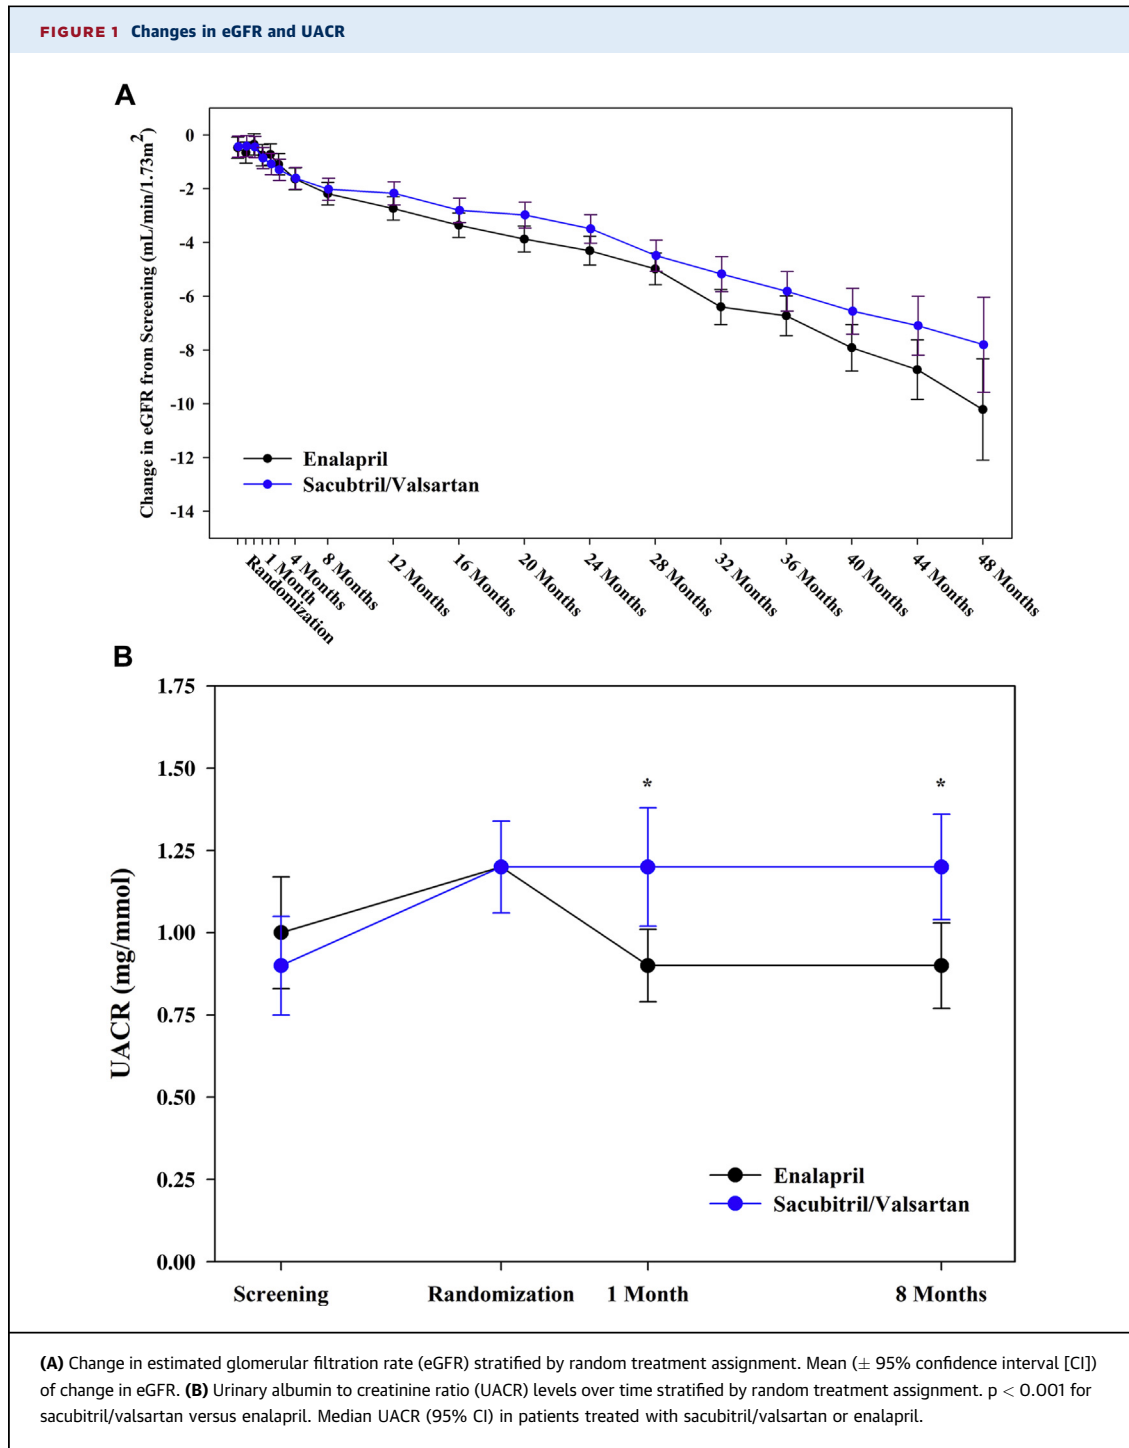 FIGURE 1 Changes in eGFR and UACR
A
Change in eGFR from Screening (mL/min/1.73m2)
0
-2
-4
-6
-8
-10
-12
-14
Enalapril
Sacubtril/Valsartan
Randomization
1 Month
4 Months
8 Months
12 Months
16 Months
20 Months
24 Months
28 Months
32 Months
36 Months
40 Months
44 Months
48 Months
B
UACR (mg/mmol)
1.75
1.50
1.25
1.00
0.75
0.50
0.25
0.00
*
*
Enalapril
Sacubitril/Valsartan
Screening
Randomization
1 Month
8 Months
(A) Change in estimated glomerular filtration rate (eGFR) stratified by random treatment assignment. Mean (± 95% confidence interval [CI])
of change in eGFR. (B) Urinary albumin to creatinine ratio (UACR) levels over time stratified by random treatment assignment. p < 0.001 for
sacubitril/valsartan versus enalapril. Median UACR (95% CI) in patients treated with sacubitril/valsartan or enalapril.